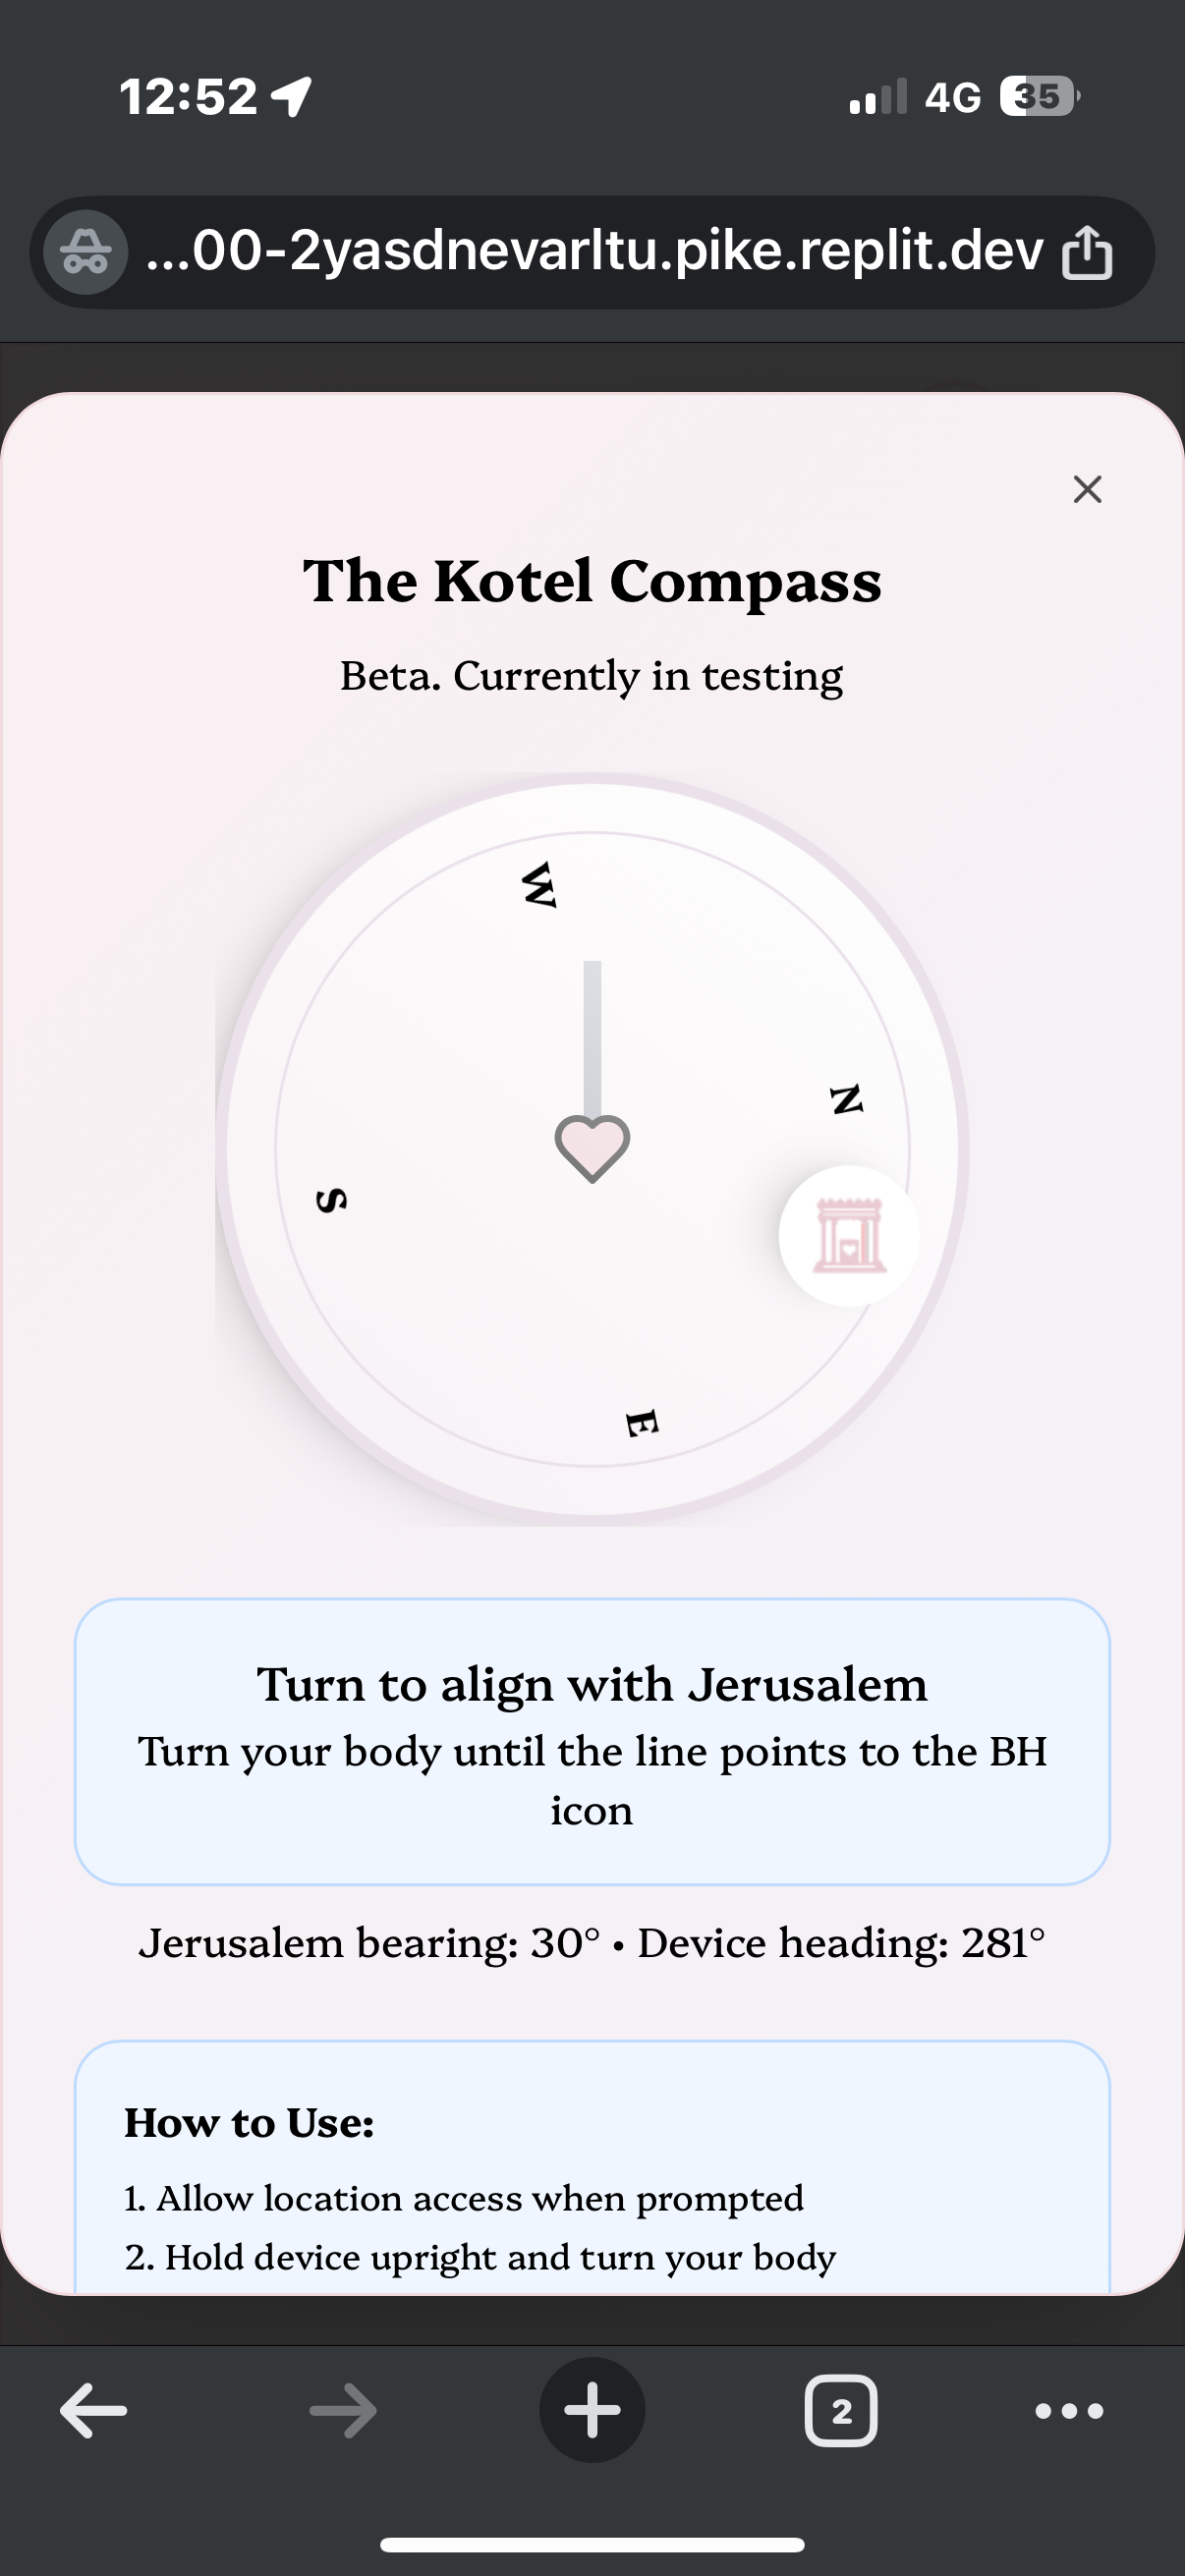 12:52
4G
35
...00-2yasdnevarltu.pike.replit.dev
The Kotel Compass
Beta. Currently in testing
W
N
S
E
Turn to align with Jerusalem
Turn your body until the line points to the BH
icon
Jerusalem bearing: 30° • Device heading: 281°
How to Use:
1. Allow location access when prompted
2. Hold device upright and turn your body
2